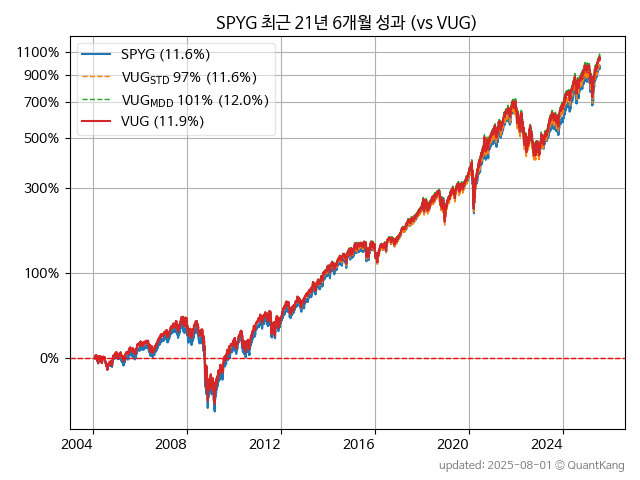 SPYG 최근 21년 6개월 성과 (vs VUG)
1100%
900%
700%
500%
300%
100%
0%
SPYG (11.6%)
VUGSTD 97% (11.6%)
VUGMDD 101% (12.0%)
VUG (11.9%)
2004 2008 2012 2016 2020 2024
updated: 2025-08-01 © QuantKang